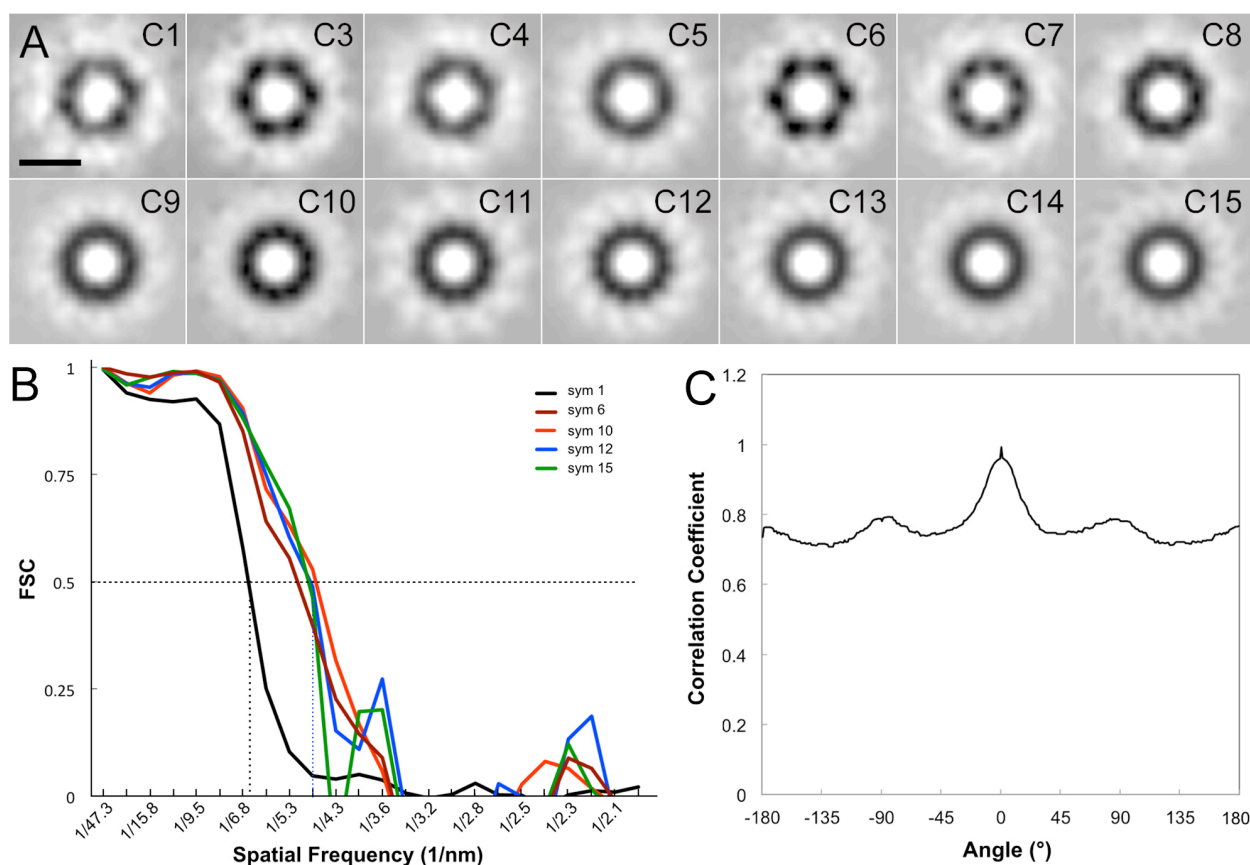 A
C1
C3
C4
C5
C6
C7
C8
C9
C10
C11
C12
C13
C14
C15
B
1
0.75
0.5
0.25
0
FSC
sym 1
sym 6
sym 10
sym 12
sym 15
1/47.3
1/15.8
1/9.5
1/6.8
1/5.3
1/4.3
1/3.6
1/3.2
1/2.8
1/2.5
1/2.3
1/2.1
Spatial Frequency (1/nm)
C
1.2
1
0.8
0.6
0.4
0.2
0
Correlation Coefficient
-180
-135
-90
-45
0
45
90
135
180
Angle (°)